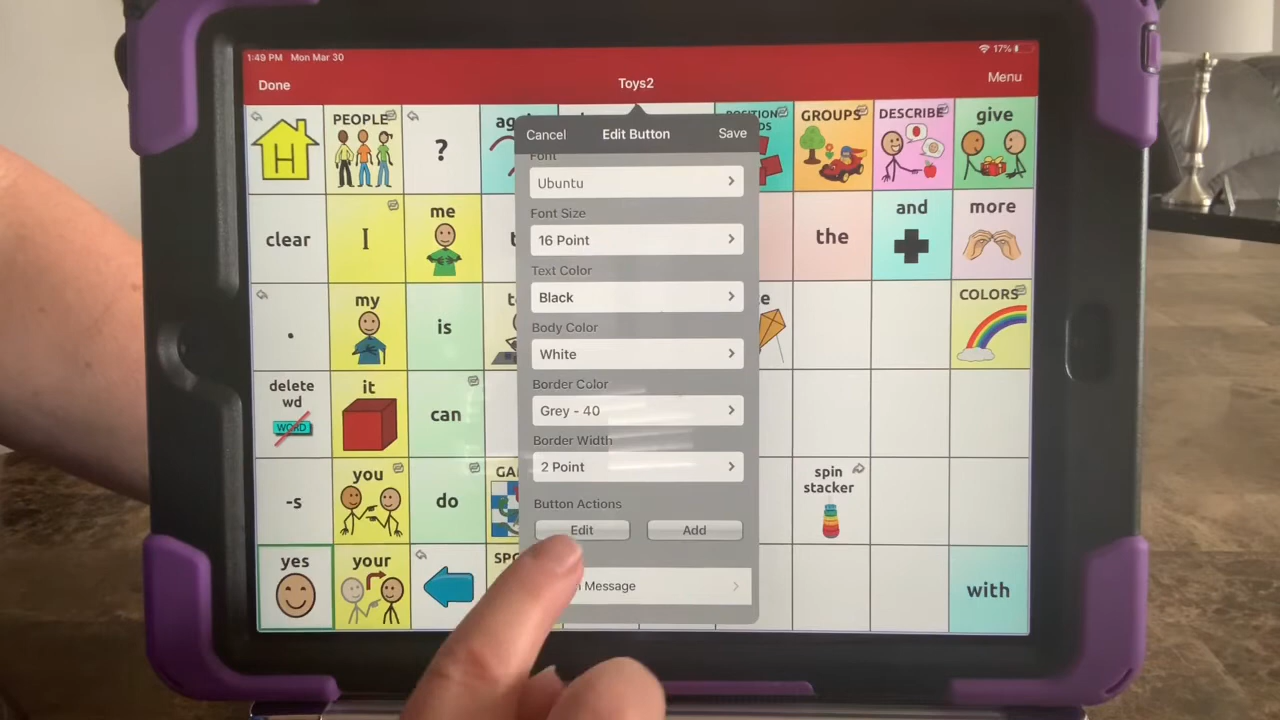 1:49 PM Mon Mar 30
17%
Done
Toys2
Menu
H
PEOPLE
?
GROUPS
DESCRIBE
give
Cancel
Edit Button
Save
Font
Ubuntu
clear
I
me
Font Size
16 Point
the
and
more
Text Color
Black
.
my
is
Body Color
White
COLORS
delete
wd
WORD
it
can
Border Color
Grey - 40
Border Width
2 Point
-s
you
do
Button Actions
Edit
Add
spin
stacker
yes
your
Message
with